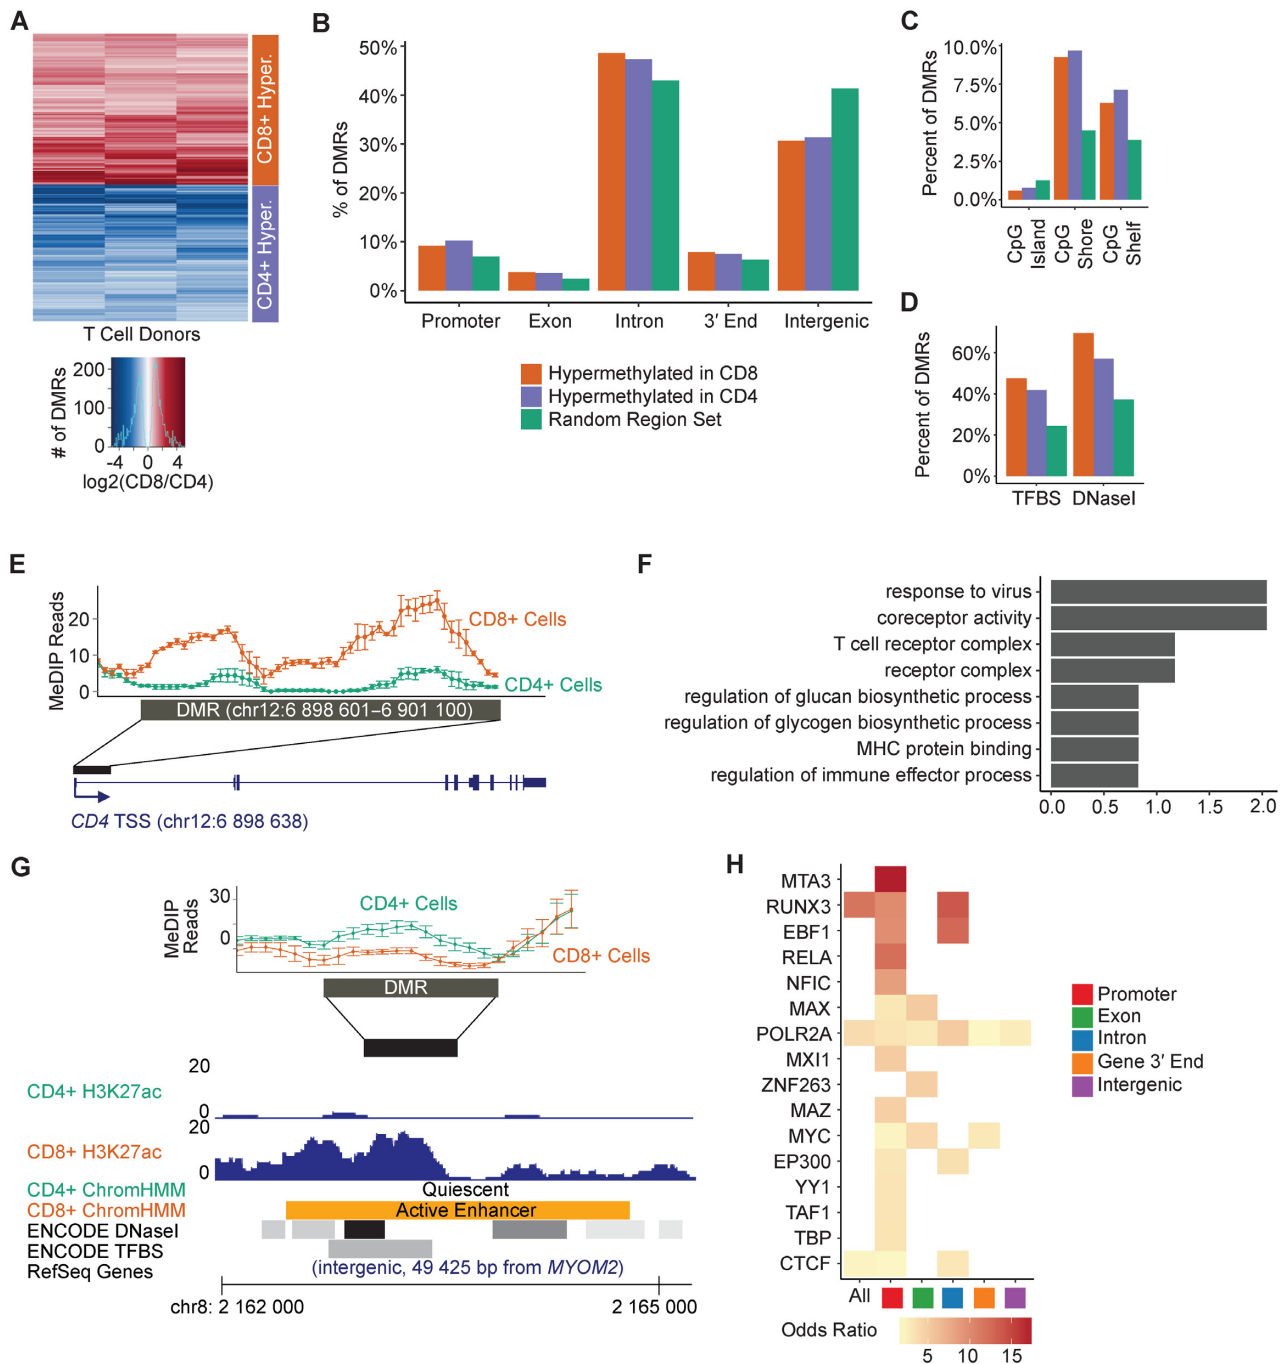 A
CD8+ Hyper.
CD4+ Hyper.
T Cell Donors
# of DMRs
200
100
0
-4 0 4
log2(CD8/CD4)
B
% of DMRs
50%
40%
30%
20%
10%
0%
Promoter Exon Intron 3′ End Intergenic
Hypermethylated in CD8
Hypermethylated in CD4
Random Region Set
C
Percent of DMRs
10.0%
7.5%
5.0%
2.5%
0.0%
CpG Island
CpG Shore
CpG Shelf
D
Percent of DMRs
60%
40%
20%
0%
TFBS DNaseI
E
MeDIP Reads
20
10
0
CD8+ Cells
CD4+ Cells
DMR (chr12:6 898 601–6 901 100)
CD4 TSS (chr12:6 898 638)
F
response to virus
coreceptor activity
T cell receptor complex
receptor complex
regulation of glucan biosynthetic process
regulation of glycogen biosynthetic process
MHC protein binding
regulation of immune effector process
0.0 0.5 1.0 1.5 2.0
G
MeDIP Reads
30
0
CD4+ Cells
CD8+ Cells
DMR
20
CD4+ H3K27ac
0
20
CD8+ H3K27ac
0
CD4+ ChromHMM Quiescent
CD8+ ChromHMM Active Enhancer
ENCODE DNaseI
ENCODE TFBS
RefSeq Genes (intergenic, 49 425 bp from MYOM2)
chr8: 2 162 000 2 165 000
H
MTA3
RUNX3
EBF1
RELA
NFIC
MAX
POLR2A
MXI1
ZNF263
MAZ
MYC
EP300
YY1
TAF1
TBP
CTCF
All
Odds Ratio
5 10 15
Promoter
Exon
Intron
Gene 3′ End
Intergenic